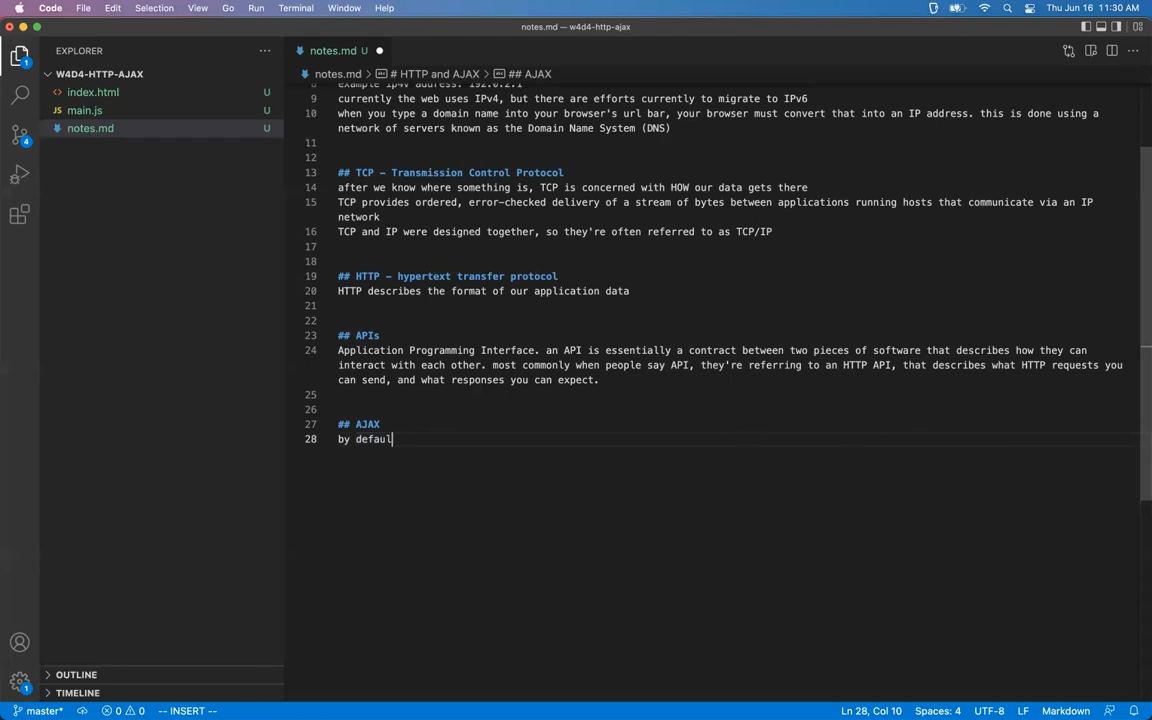 Code File Edit Selection View Go Run Terminal Window Help Thu Jun 16 11:30 AM
notes.md — w4d4-http-ajax
EXPLORER
notes.md U
W4D4-HTTP-AJAX
notes.md > # HTTP and AJAX > ## AJAX
index.html U
main.js U
notes.md U
8 example ipv4 address: 192.0.2.1
9 currently the web uses IPv4, but there are efforts currently to migrate to IPv6
10 when you type a domain name into your browser's url bar, your browser must convert that into an IP address. this is done using a
network of servers known as the Domain Name System (DNS)
11
12
13 ## TCP - Transmission Control Protocol
14 after we know where something is, TCP is concerned with HOW our data gets there
15 TCP provides ordered, error-checked delivery of a stream of bytes between applications running hosts that communicate via an IP
network
16 TCP and IP were designed together, so they're often referred to as TCP/IP
17
18
19 ## HTTP - hypertext transfer protocol
20 HTTP describes the format of our application data
21
22
23 ## APIs
24 Application Programming Interface. an API is essentially a contract between two pieces of software that describes how they can
interact with each other. most commonly when people say API, they're referring to an HTTP API, that describes what HTTP requests you
can send, and what responses you can expect.
25
26
27 ## AJAX
28 by defaul
1
4
1
OUTLINE
TIMELINE
master* 0 0 -- INSERT -- Ln 28, Col 10 Spaces: 4 UTF-8 LF Markdown